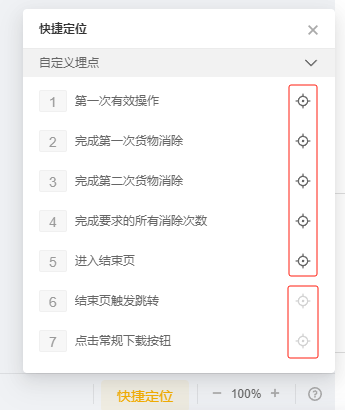 快捷定位
自定义埋点
1 第一次有效操作
2 完成第一次货物消除
3 完成第二次货物消除
4 完成要求的所有消除次数
5 进入结束页
6 结束页触发跳转
7 点击常规下载按钮
快捷定位 − 100% + ?